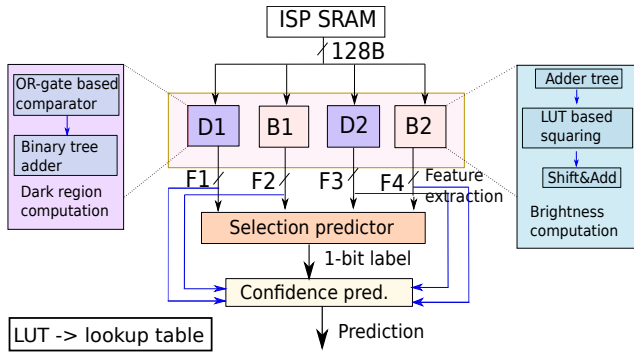 ISP SRAM
128B
OR-gate based
comparator
Binary tree
adder
Dark region
computation
D1
B1
D2
B2
Adder tree
LUT based
squaring
Shift&Add
Brightness
computation
F1
F2
F3
F4
Feature
extraction
Selection predictor
1-bit label
Confidence pred.
Prediction
LUT -> lookup table